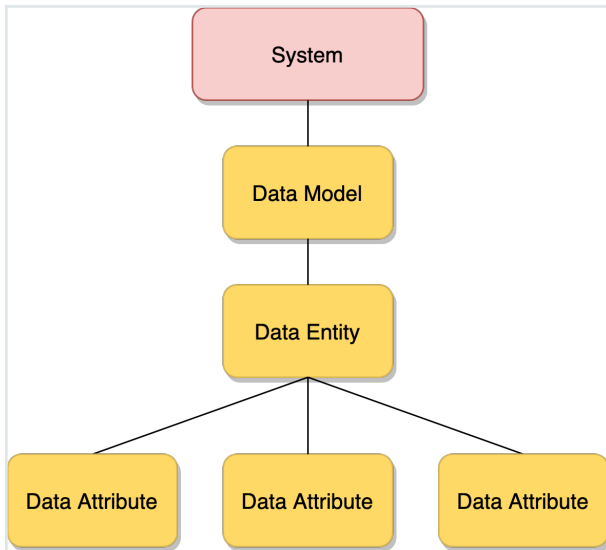 System
Data Model
Data Entity
Data Attribute
Data Attribute
Data Attribute